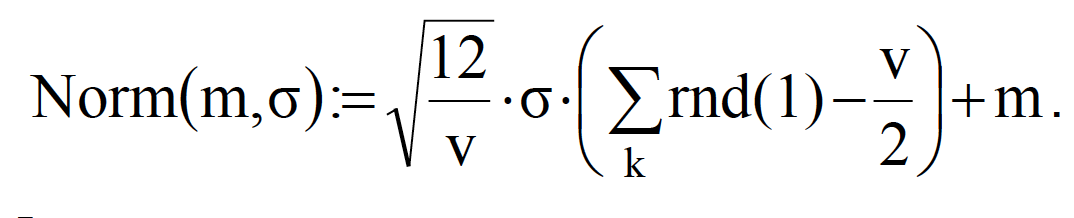 Norm(m,σ):=√(12/v)·σ·(∑_k rnd(1)−v/2)+m.